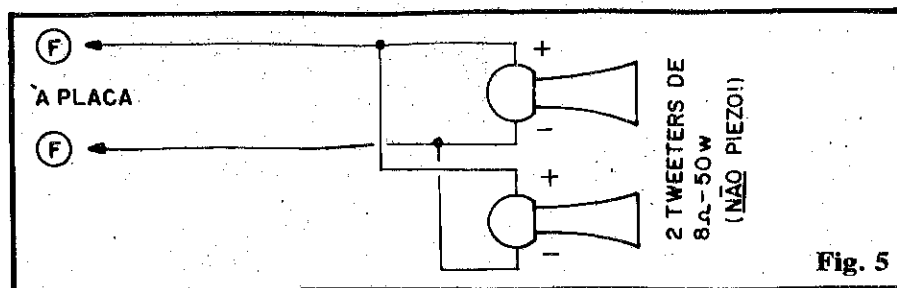 F
À PLACA
F
+
−
+
−
2 TWEETERS DE
8Ω-50W
(NÃO PIEZO!)
Fig. 5